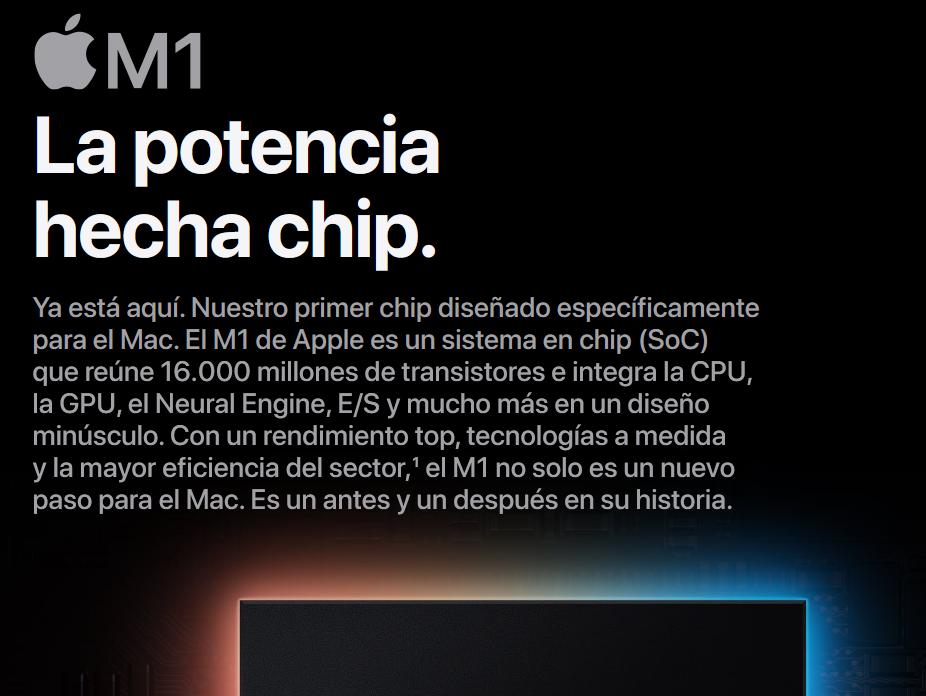 M1
La potencia
hecha chip.
Ya está aquí. Nuestro primer chip diseñado específicamente
para el Mac. El M1 de Apple es un sistema en chip (SoC)
que reúne 16.000 millones de transistores e integra la CPU,
la GPU, el Neural Engine, E/S y mucho más en un diseño
minúsculo. Con un rendimiento top, tecnologías a medida
y la mayor eficiencia del sector,¹ el M1 no solo es un nuevo
paso para el Mac. Es un antes y un después en su historia.